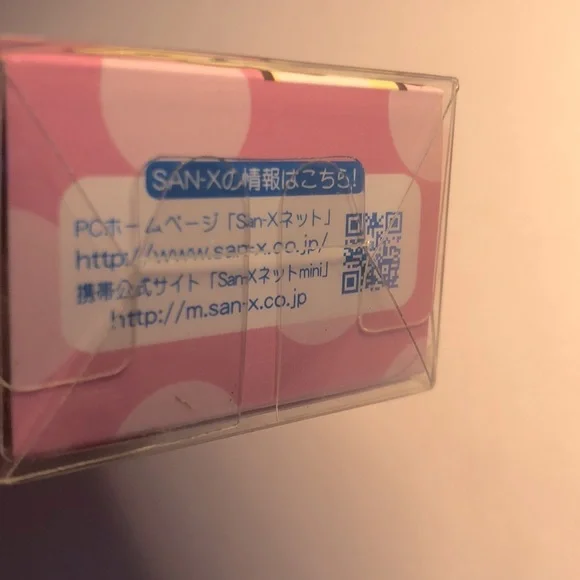 SAN-Xの情報はこちら!
PCホームページ「San-Xネット」
http://www.san-x.co.jp/
携帯公式サイト「San-Xネットmini」
http://m.san-x.co.jp